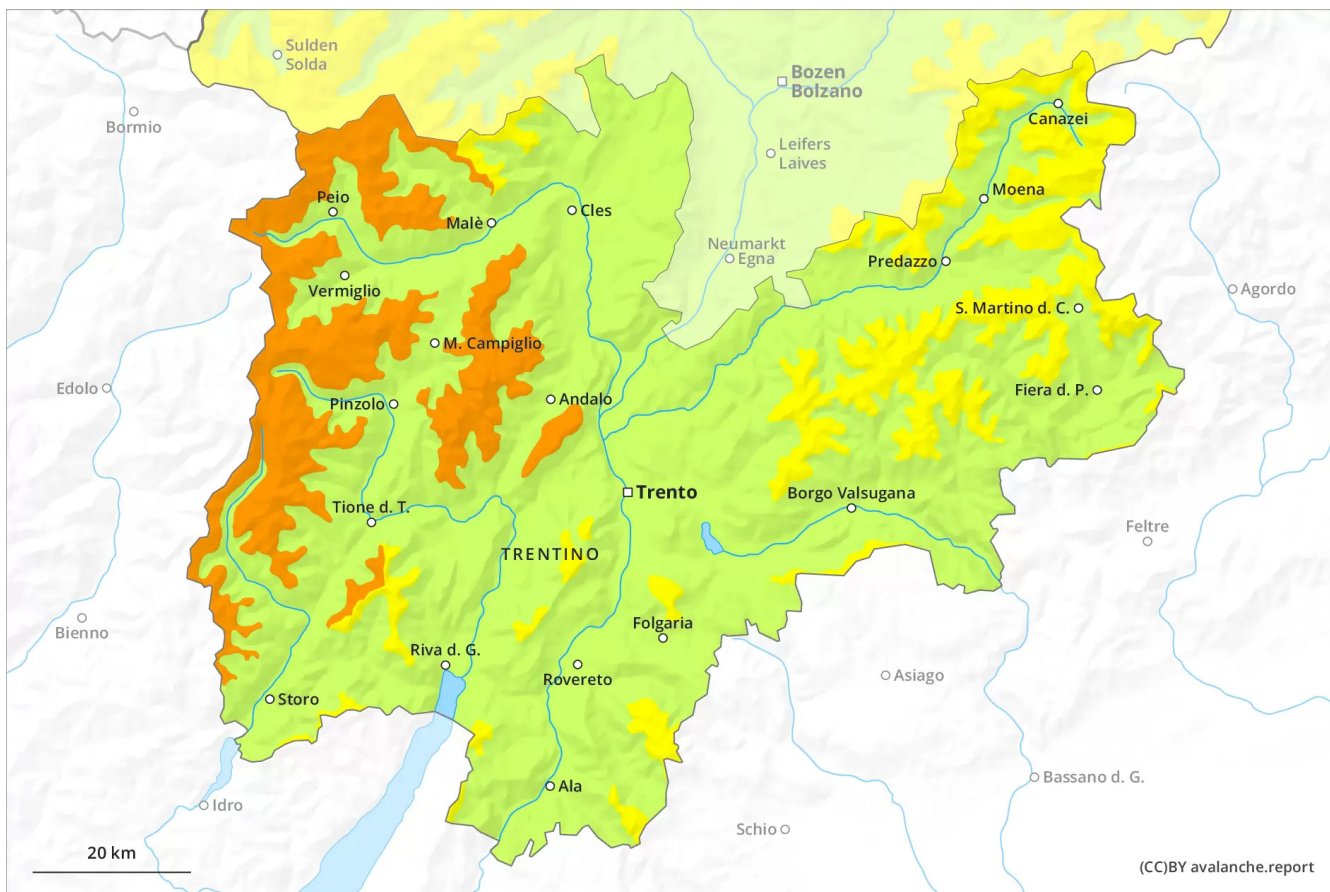 Sulden
Solda
Bozen
Bolzano
Bormio
Canazei
Leifers
Laives
Peio
Moena
Malè
Cles
Neumarkt
Egna
Predazzo
Vermiglio
Agordo
S. Martino d. C.
M. Campiglio
Edolo
Fiera d. P.
Pinzolo
Andalo
Trento
Borgo Valsugana
Tione d. T.
Feltre
TRENTINO
Bienno
Folgaria
Riva d. G.
Asiago
Rovereto
Storo
Bassano d. G.
Ala
Idro
Schio
20 km
(CC)BY avalanche.report